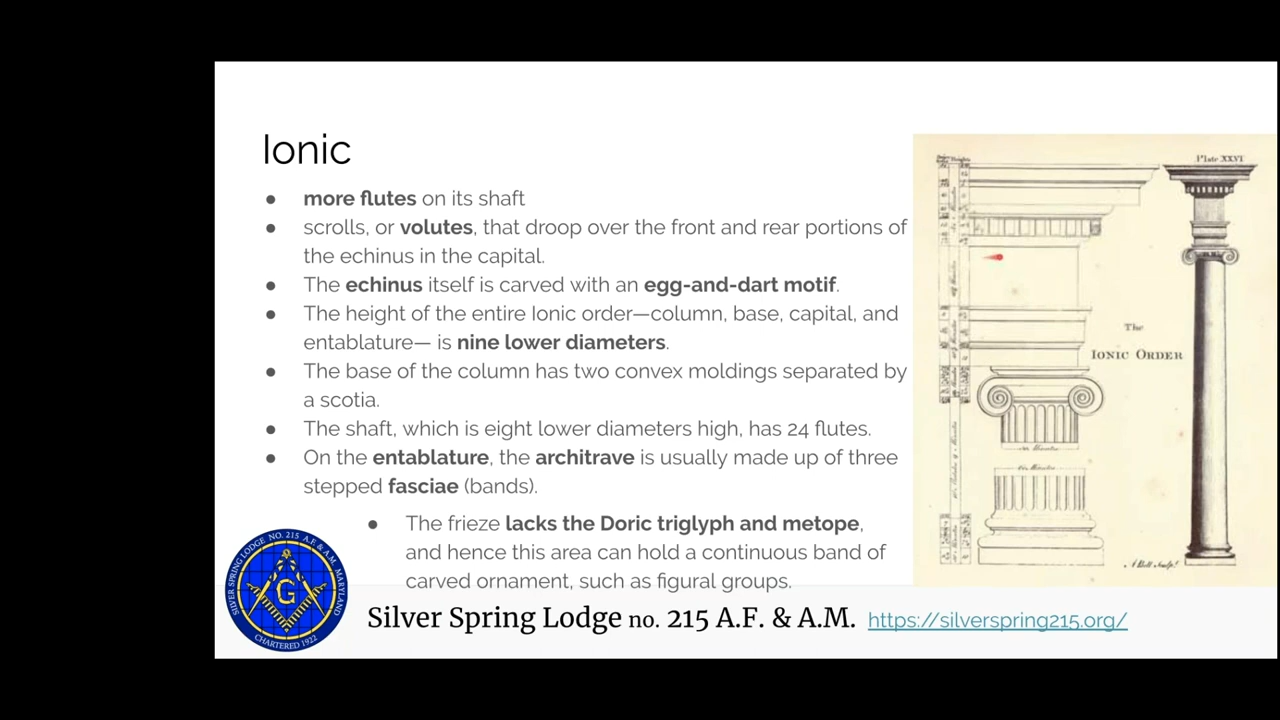 Ionic
● more flutes on its shaft
● scrolls, or volutes, that droop over the front and rear portions of
the echinus in the capital.
● The echinus itself is carved with an egg-and-dart motif.
● The height of the entire Ionic order—column, base, capital, and
entablature— is nine lower diameters.
● The base of the column has two convex moldings separated by
a scotia.
● The shaft, which is eight lower diameters high, has 24 flutes.
● On the entablature, the architrave is usually made up of three
stepped fasciae (bands).
● The frieze lacks the Doric triglyph and metope,
and hence this area can hold a continuous band of
carved ornament, such as figural groups.
Plate XXVI
The
IONIC ORDER
A Bell Sculpt
SILVER SPRING LODGE NO. 215 A.F. & A.M. MARYLAND
G
CHARTERED 1922
Silver Spring Lodge no. 215 A.F. & A.M. https://silverspring215.org/